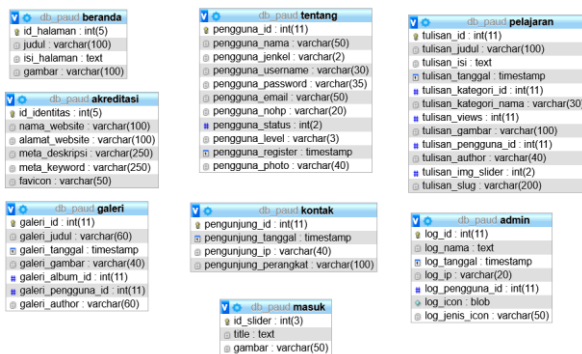 db_paud beranda
id_halaman : int(5)
judul : varchar(100)
isi_halaman : text
gambar : varchar(100)
db_paud akreditasi
id_identitas : int(5)
nama_website : varchar(100)
alamat_website : varchar(100)
meta_deskripsi : varchar(250)
meta_keyword : varchar(250)
favicon : varchar(50)
db_paud galeri
galeri_id : int(11)
galeri_judul : varchar(60)
galeri_tanggal : timestamp
galeri_gambar : varchar(40)
galeri_album_id : int(11)
galeri_pengguna_id : int(11)
galeri_author : varchar(60)
db_paud tentang
pengguna_id : int(11)
pengguna_nama : varchar(50)
pengguna_jenkel : varchar(2)
pengguna_username : varchar(30)
pengguna_password : varchar(35)
pengguna_email : varchar(50)
pengguna_nohp : varchar(20)
pengguna_status : int(2)
pengguna_level : varchar(3)
pengguna_register : timestamp
pengguna_photo : varchar(40)
db_paud kontak
pengunjung_id : int(11)
pengunjung_tanggal : timestamp
pengunjung_ip : varchar(40)
pengunjung_perangkat : varchar(100)
db_paud masuk
id_slider : int(3)
title : text
gambar : varchar(50)
db_paud pelajaran
tulisan_id : int(11)
tulisan_judul : varchar(100)
tulisan_isi : text
tulisan_tanggal : timestamp
tulisan_kategori_id : int(11)
tulisan_kategori_nama : varchar(30)
tulisan_views : int(11)
tulisan_gambar : varchar(100)
tulisan_pengguna_id : int(11)
tulisan_author : varchar(40)
tulisan_img_slider : int(2)
tulisan_slug : varchar(200)
db_paud admin
log_id : int(11)
log_nama : text
log_tanggal : timestamp
log_ip : varchar(20)
log_pengguna_id : int(11)
log_icon : blob
log_jenis_icon : varchar(50)